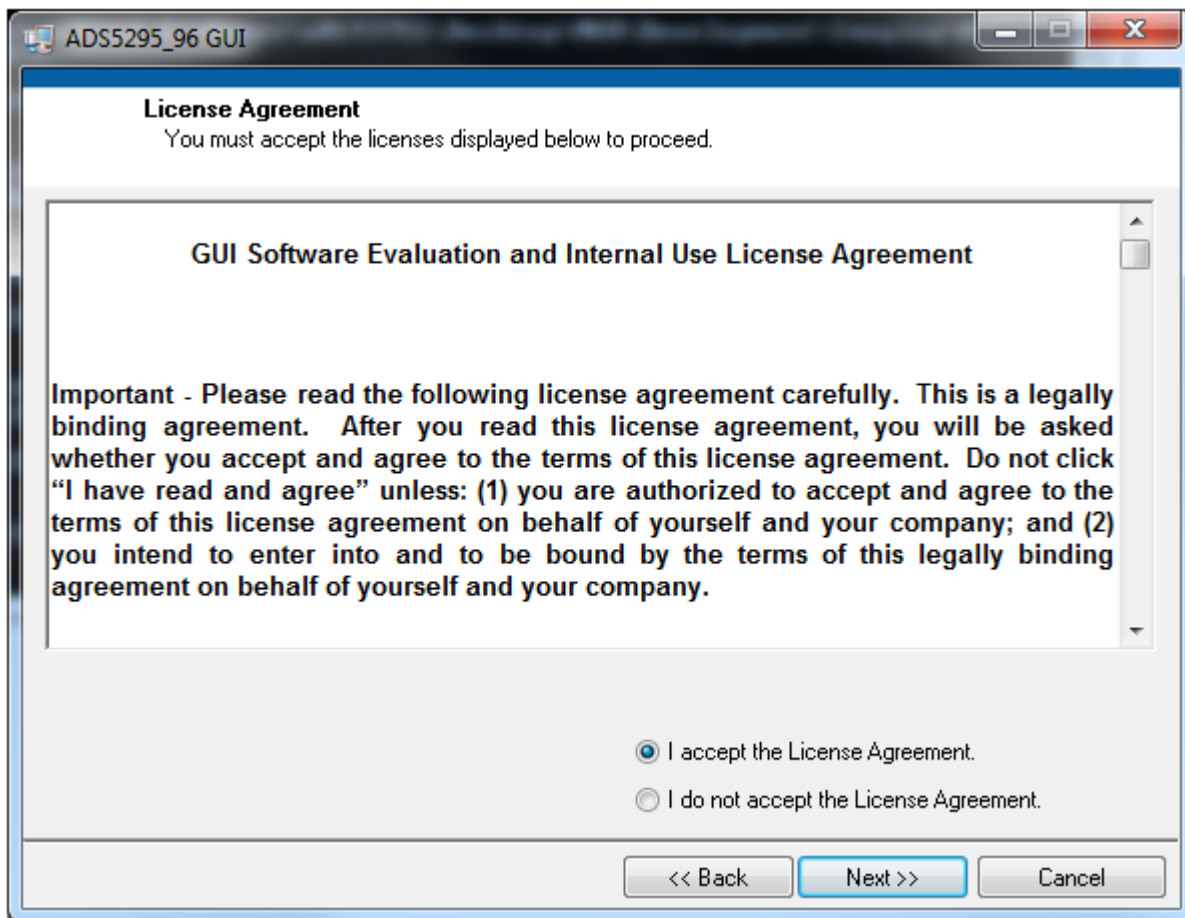 ADS5295_96 GUI
License Agreement
You must accept the licenses displayed below to proceed.
GUI Software Evaluation and Internal Use License Agreement
Important - Please read the following license agreement carefully. This is a legally
binding agreement. After you read this license agreement, you will be asked
whether you accept and agree to the terms of this license agreement. Do not click
“I have read and agree” unless: (1) you are authorized to accept and agree to the
terms of this license agreement on behalf of yourself and your company; and (2)
you intend to enter into and to be bound by the terms of this legally binding
agreement on behalf of yourself and your company.
I accept the License Agreement.
I do not accept the License Agreement.
<< Back Next >> Cancel